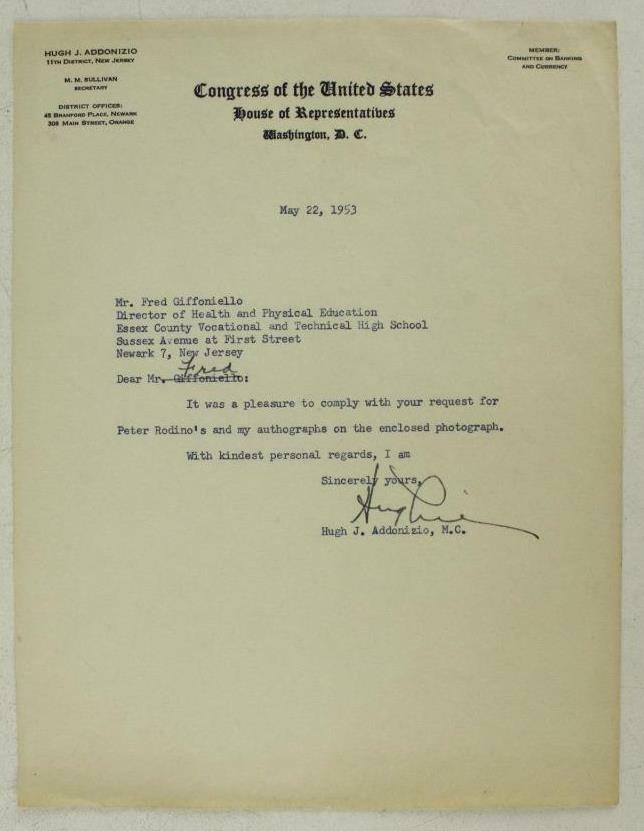 HUGH J. ADDONIZIO
11TH DISTRICT, NEW JERSEY
M. M. SULLIVAN
SECRETARY
DISTRICT OFFICES:
45 BRANFORD PLACE, NEWARK
308 MAIN STREET, ORANGE
MEMBER:
COMMITTEE ON BANKING
AND CURRENCY
Congress of the United States
House of Representatives
Washington, D. C.
May 22, 1953
Mr. Fred Giffoniello
Director of Health and Physical Education
Essex County Vocational and Technical High School
Sussex Avenue at First Street
Newark 7, New Jersey
Fred
Dear Mr. Giffoniello:
It was a pleasure to comply with your request for
Peter Rodino's and my authographs on the enclosed photograph.
With kindest personal regards, I am
Sincerely yours,
Hugh J. Addonizio, M.C.